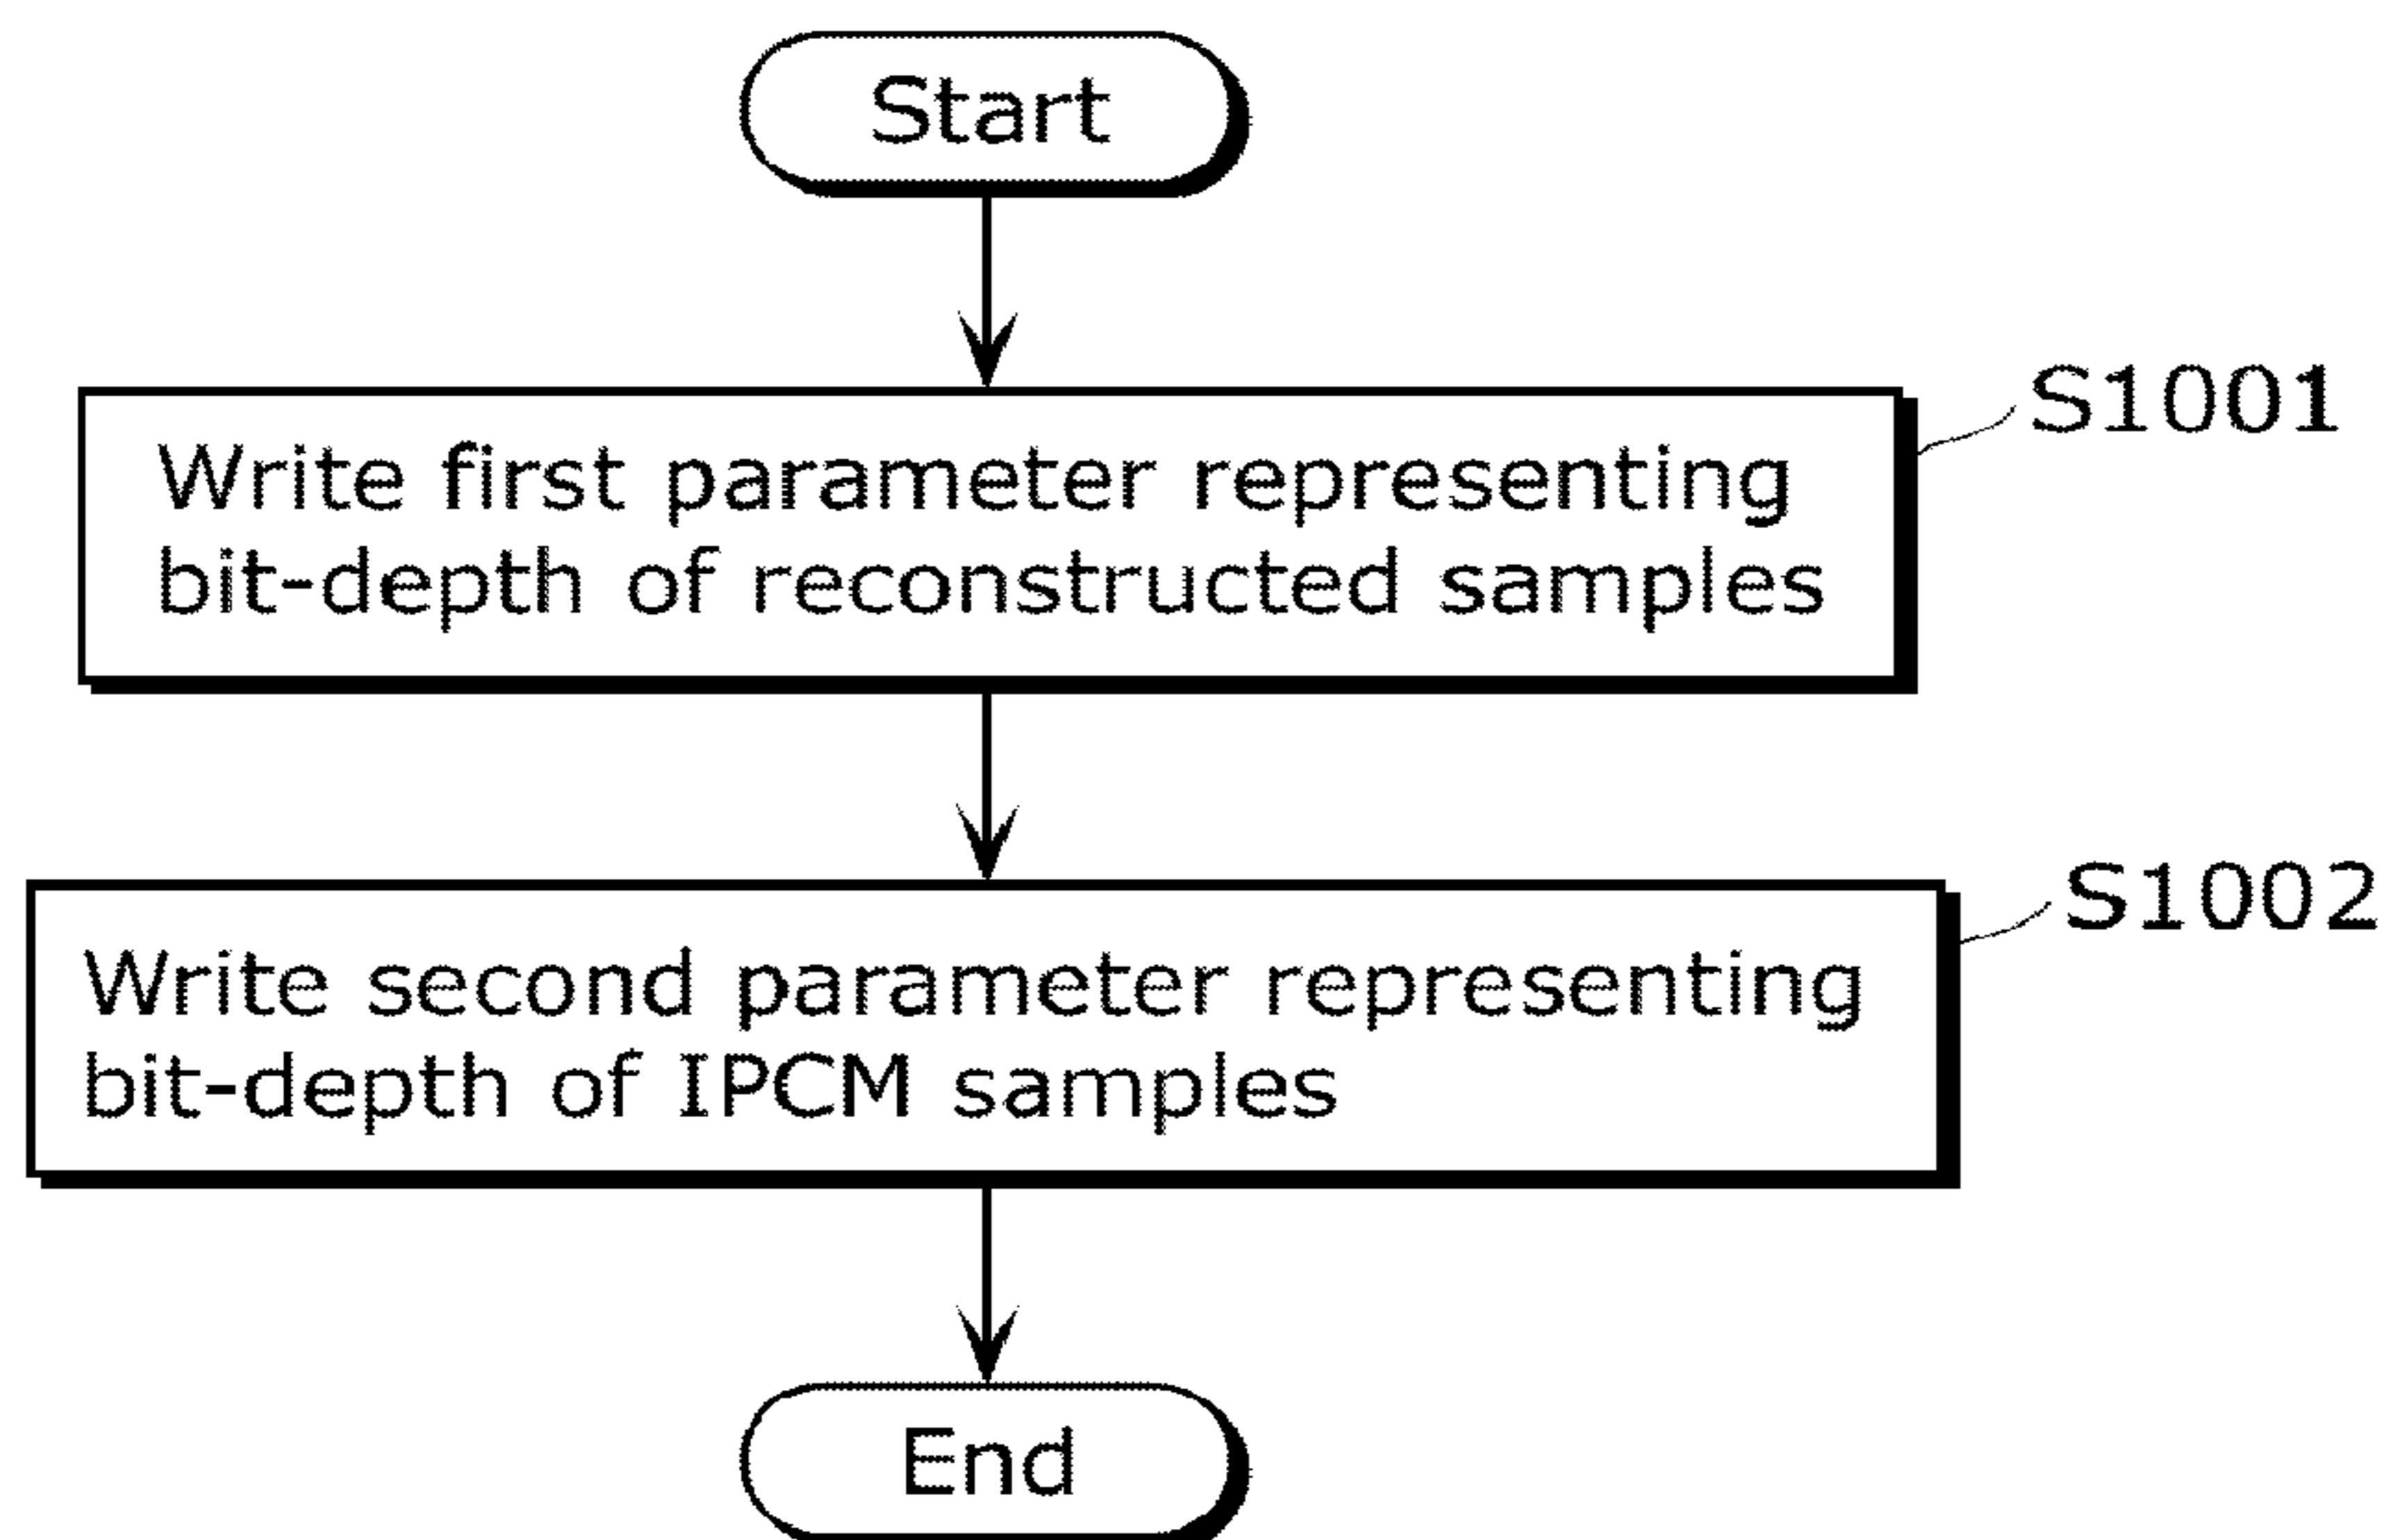 Start
S1001
Write first parameter representing
bit-depth of reconstructed samples
S1002
Write second parameter representing
bit-depth of IPCM samples
End